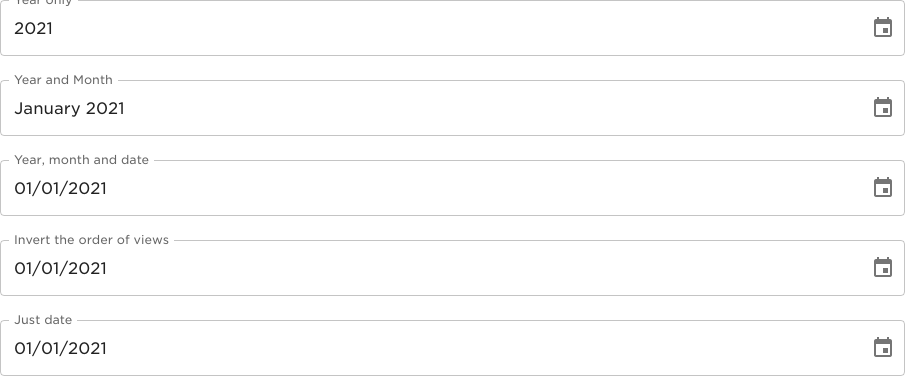 Year only
2021
Year and Month
January 2021
Year, month and date
01/01/2021
Invert the order of views
01/01/2021
Just date
01/01/2021